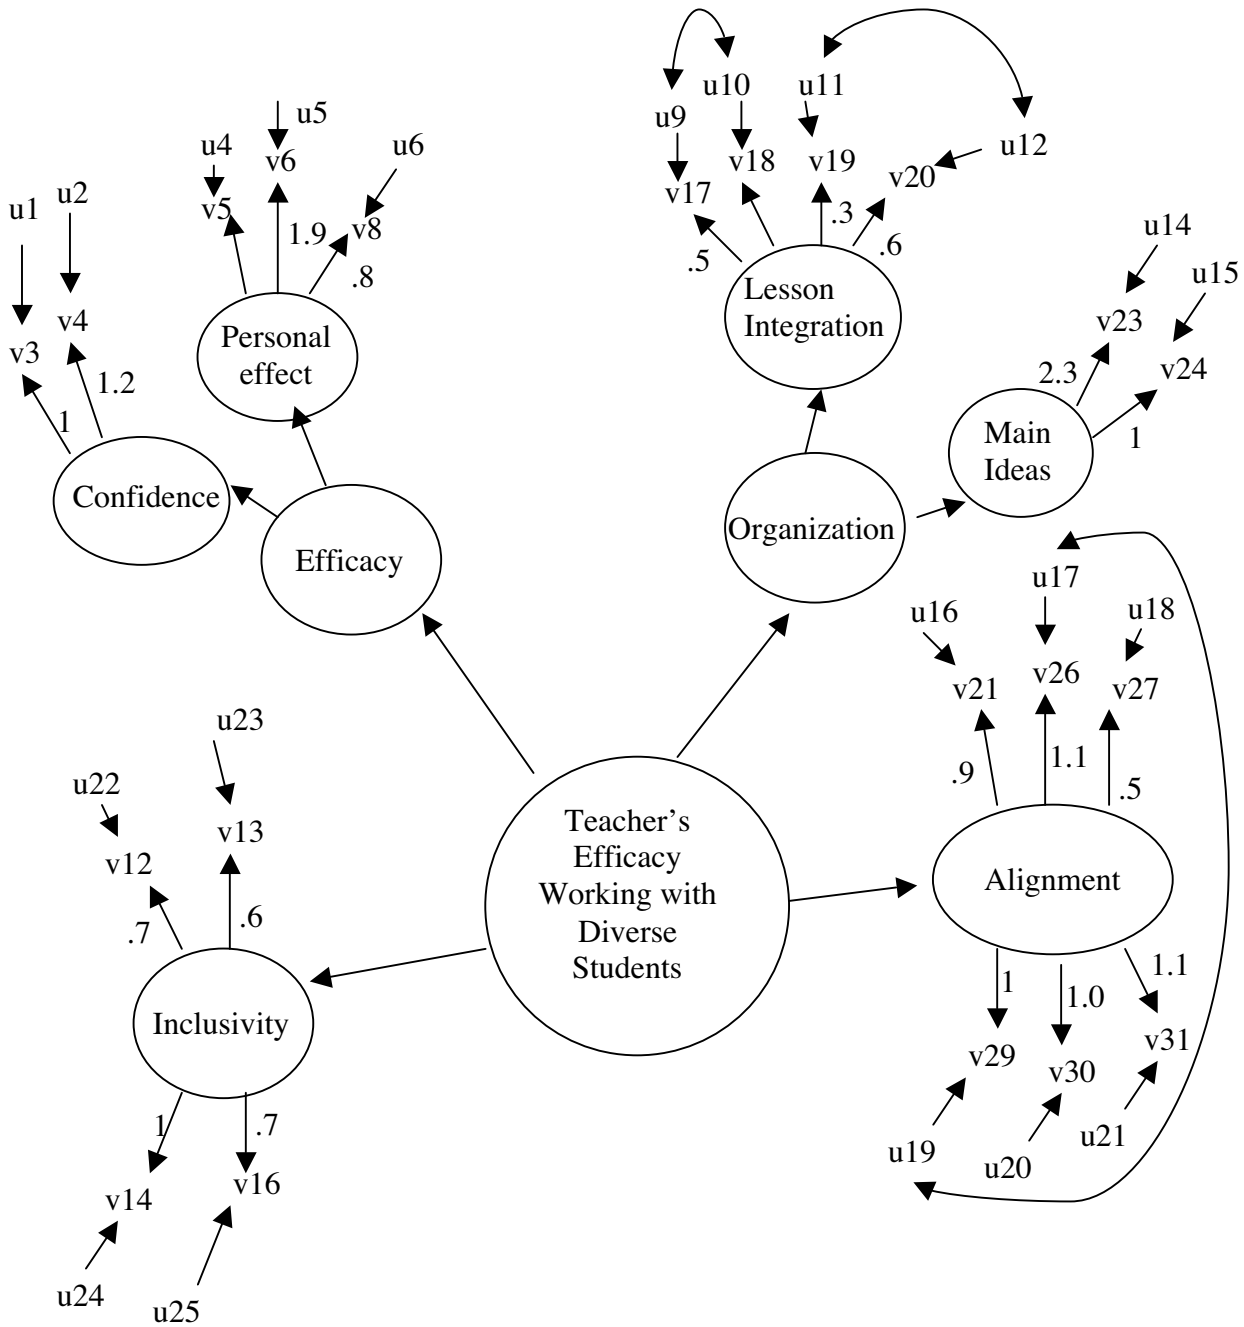 u10
u11
u9
u12
u5
u4
u6
v6
v18
v19
v20
v17
u1
u2
v5
v8
1.9
.8
.3
.6
.5
u14
u15
v3
v4
Personal
effect
Lesson
Integration
v23
v24
1.2
1
2.3
1
Confidence
Main
Ideas
Efficacy
Organization
u17
u16
u18
v21
v26
v27
.9
1.1
.5
u23
u22
v13
v12
.7
.6
Teacher’s
Efficacy
Working with
Diverse
Students
Alignment
1
1.0
1.1
Inclusivity
v29
v30
v31
1
.7
u19
u20
u21
v14
v16
u24
u25